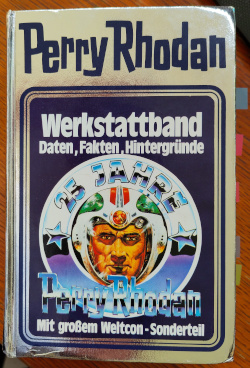 Perry Rhodan
Werkstattband
Daten, Fakten, Hintergründe
25 JAHRE
Perry Rhodan
Mit großem Weltcon-Sonderteil